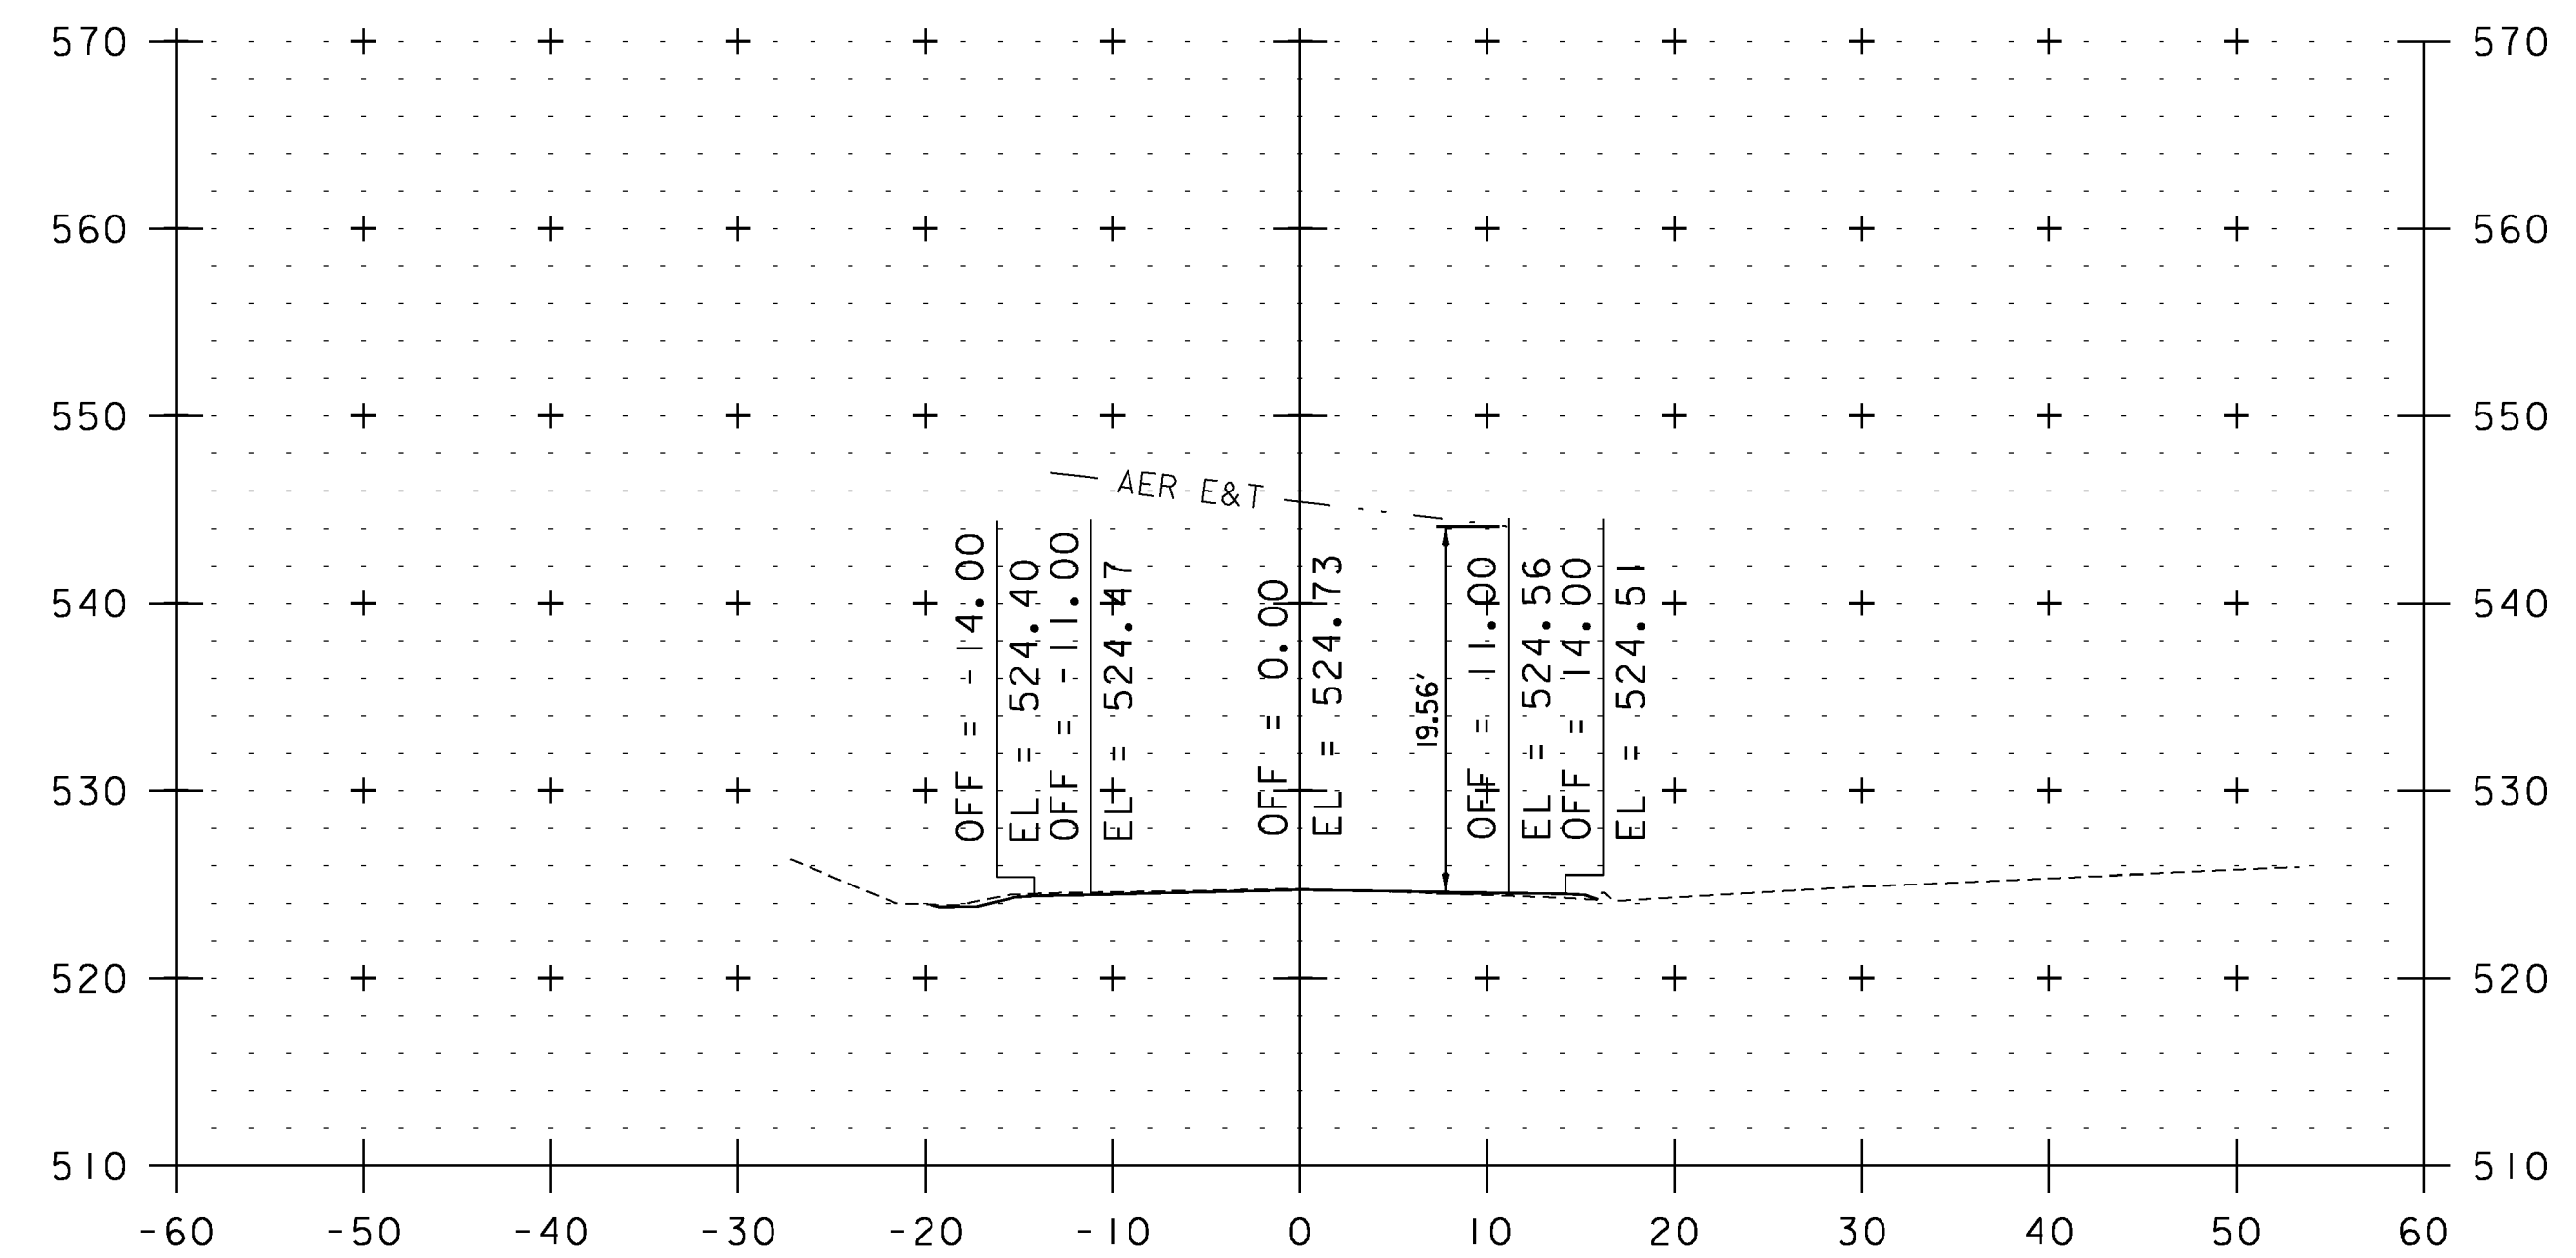 570 570
560 560
550 550
AER E&T
540 540
OFF = -14.00
EL = 524.40
OFF = -11.00
EL = 524.47
OFF = 0.00
EL = 524.73
19.56'
OFF = 11.00
EL = 524.56
OFF = 14.00
EL = 524.51
530 530
520 520
510 510
-60 -50 -40 -30 -20 -10 0 10 20 30 40 50 60